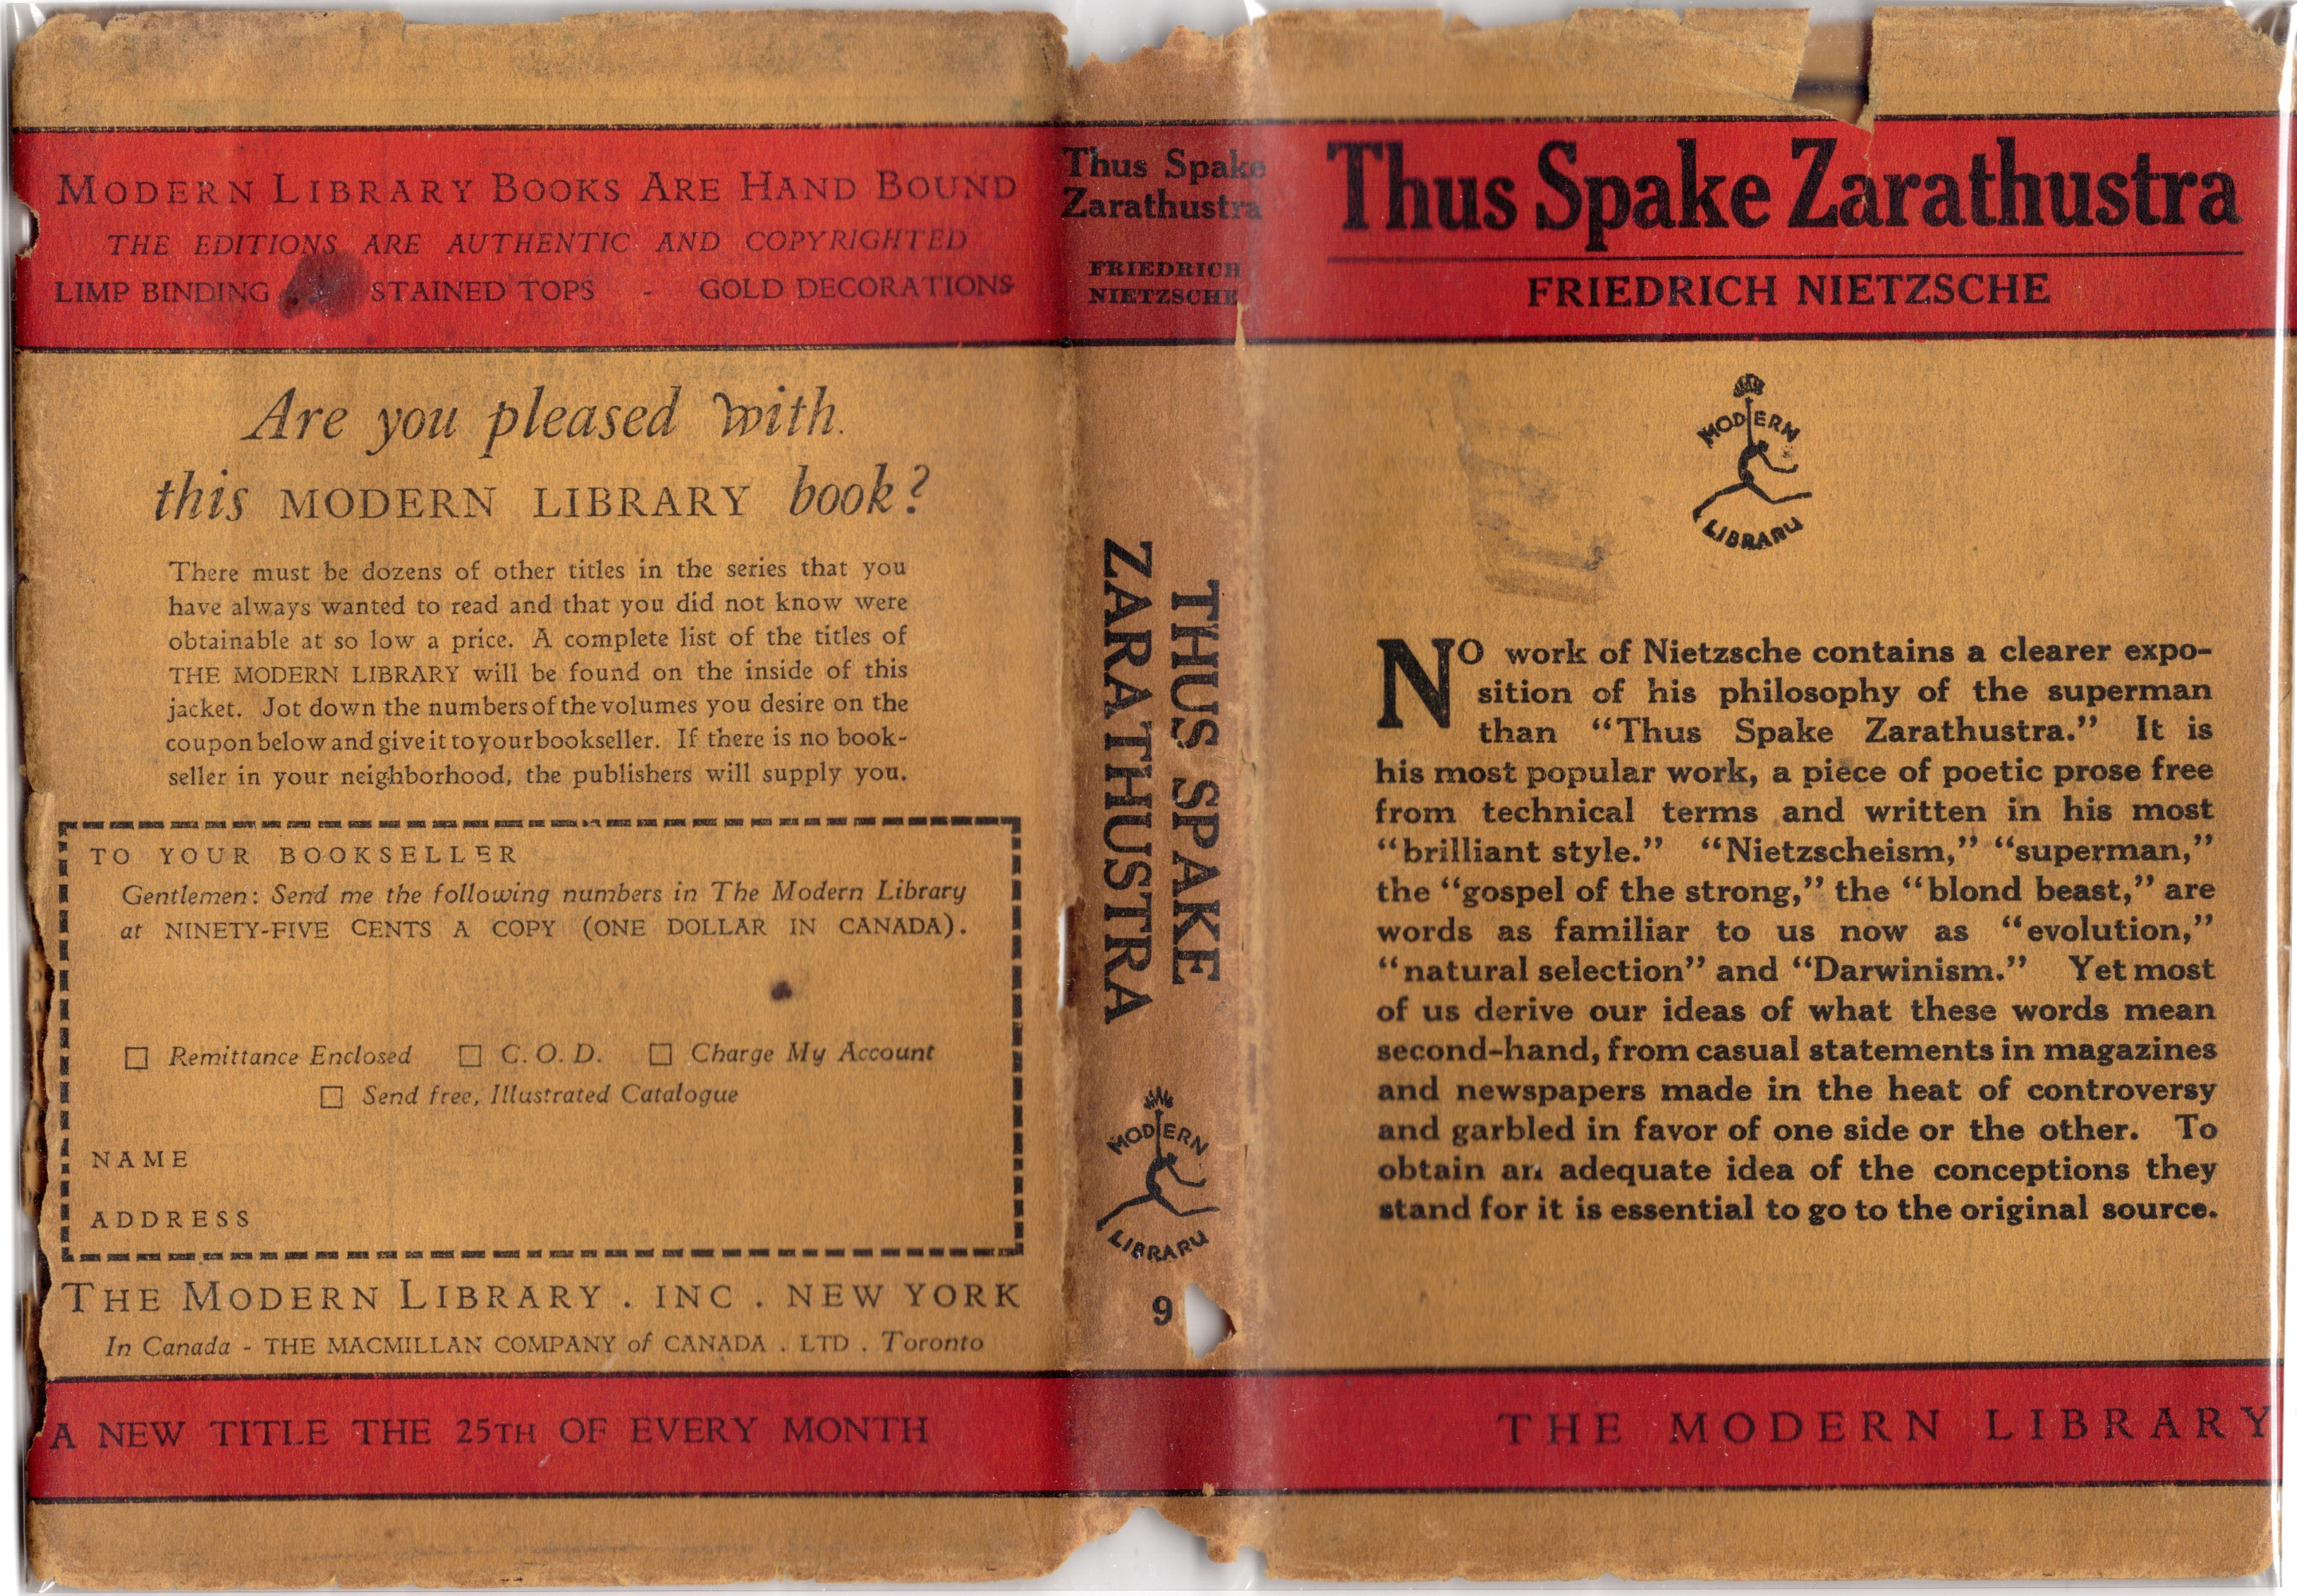 MODERN LIBRARY BOOKS ARE HAND BOUND
THE EDITIONS ARE AUTHENTIC AND COPYRIGHTED
LIMP BINDING STAINED TOPS - GOLD DECORATIONS
Are you pleased with
this MODERN LIBRARY book?
There must be dozens of other titles in the series that you
have always wanted to read and that you did not know were
obtainable at so low a price. A complete list of the titles of
THE MODERN LIBRARY will be found on the inside of this
jacket. Jot down the numbers of the volumes you desire on the
coupon below and give it to your bookseller. If there is no book-
seller in your neighborhood, the publishers will supply you.
TO YOUR BOOKSELLER
Gentlemen: Send me the following numbers in The Modern Library
at NINETY-FIVE CENTS A COPY (ONE DOLLAR IN CANADA).
Remittance Enclosed C. O. D. Charge My Account
Send free, Illustrated Catalogue
NAME
ADDRESS
THE MODERN LIBRARY . INC . NEW YORK
In Canada - THE MACMILLAN COMPANY of CANADA . LTD . Toronto
A NEW TITLE THE 25TH OF EVERY MONTH
Thus Spake
Zarathustra
FRIEDRICH
NIETZSCHE
THUS SPAKE
ZARATHUSTRA
MODERN
LIBRARY
9
Thus Spake Zarathustra
FRIEDRICH NIETZSCHE
MODERN
LIBRARY
NO work of Nietzsche contains a clearer expo-
sition of his philosophy of the superman
than “Thus Spake Zarathustra.” It is
his most popular work, a piece of poetic prose free
from technical terms and written in his most
“brilliant style.” “Nietzscheism,” “superman,”
the “gospel of the strong,” the “blond beast,” are
words as familiar to us now as “evolution,”
“natural selection” and “Darwinism.” Yet most
of us derive our ideas of what these words mean
second-hand, from casual statements in magazines
and newspapers made in the heat of controversy
and garbled in favor of one side or the other. To
obtain an adequate idea of the conceptions they
stand for it is essential to go to the original source.
THE MODERN LIBRARY